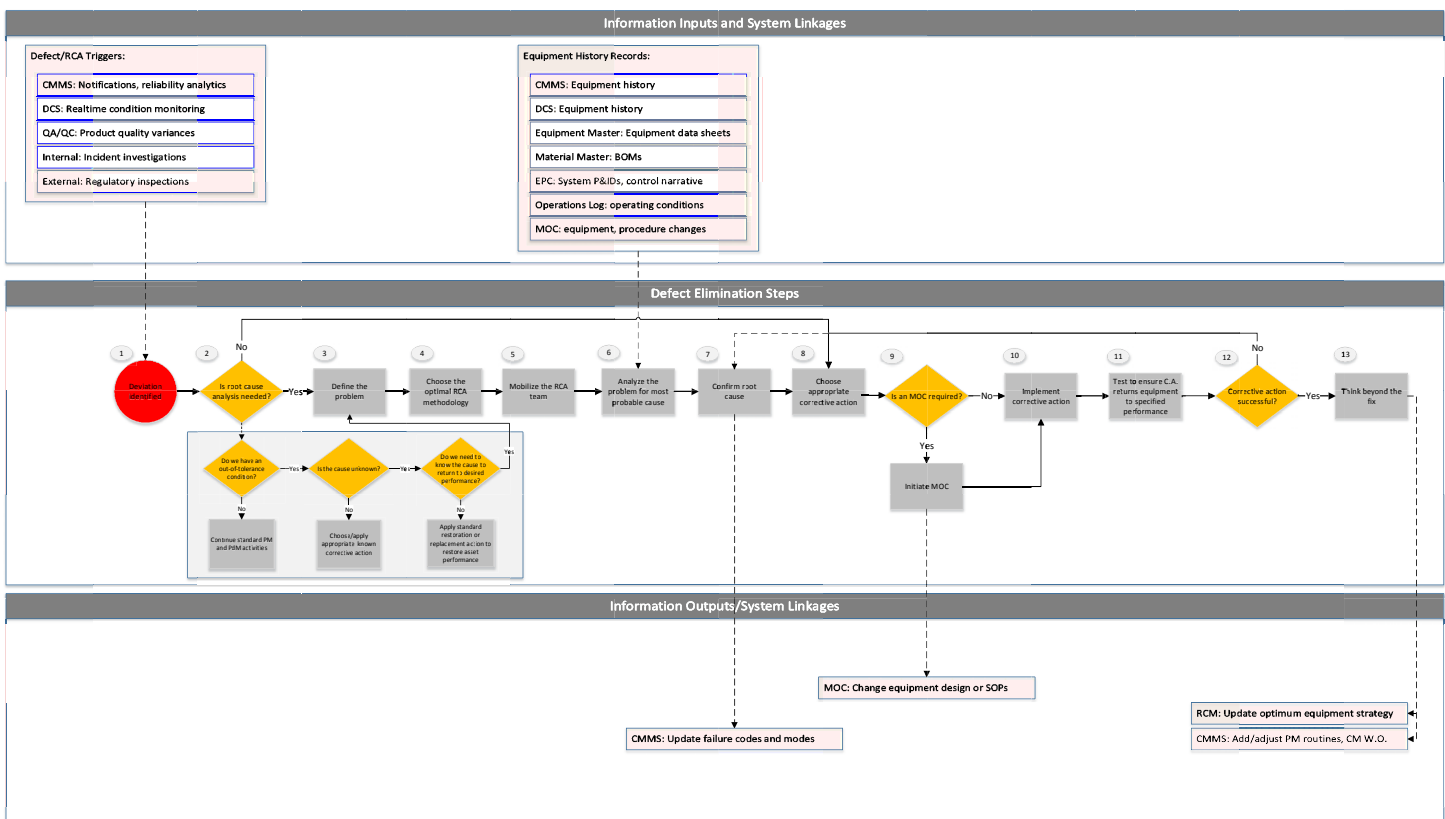 Information Inputs and System Linkages
Defect/RCA Triggers:
CMMS: Notifications, reliability analytics
DCS: Realtime condition monitoring
QA/QC: Product quality variances
Internal: Incident investigations
External: Regulatory inspections
Equipment History Records:
CMMS: Equipment history
DCS: Equipment history
Equipment Master: Equipment data sheets
Material Master: BOMs
EPC: System P&IDs, control narrative
Operations Log: operating conditions
MOC: equipment, procedure changes
Defect Elimination Steps
1
Deviation
identified
2
Is root cause
analysis needed?
No
Yes
3
Define the
problem
4
Choose the
optimal RCA
methodology
5
Mobilize the RCA
team
6
Analyze the
problem for most
probable cause
7
Confirm root
cause
8
Choose
appropriate
corrective action
9
Is an MOC required?
No
Yes
Initiate MOC
10
Implement
corrective action
11
Test to ensure C.A.
returns equipment
to specified
performance
12
Corrective action
successful?
No
Yes
13
Think beyond the
fix
Do we have an
out-of-tolerance
condition?
Yes
No
Continue standard PM
and PdM activities
Is the cause unknown?
Yes
No
Choose/apply
appropriate known
corrective action
Do we need to
know the cause to
return to desired
performance?
Yes
No
Apply standard
restoration or
replacement action to
restore asset
performance
Information Outputs/System Linkages
MOC: Change equipment design or SOPs
CMMS: Update failure codes and modes
RCM: Update optimum equipment strategy
CMMS: Add/adjust PM routines, CM W.O.